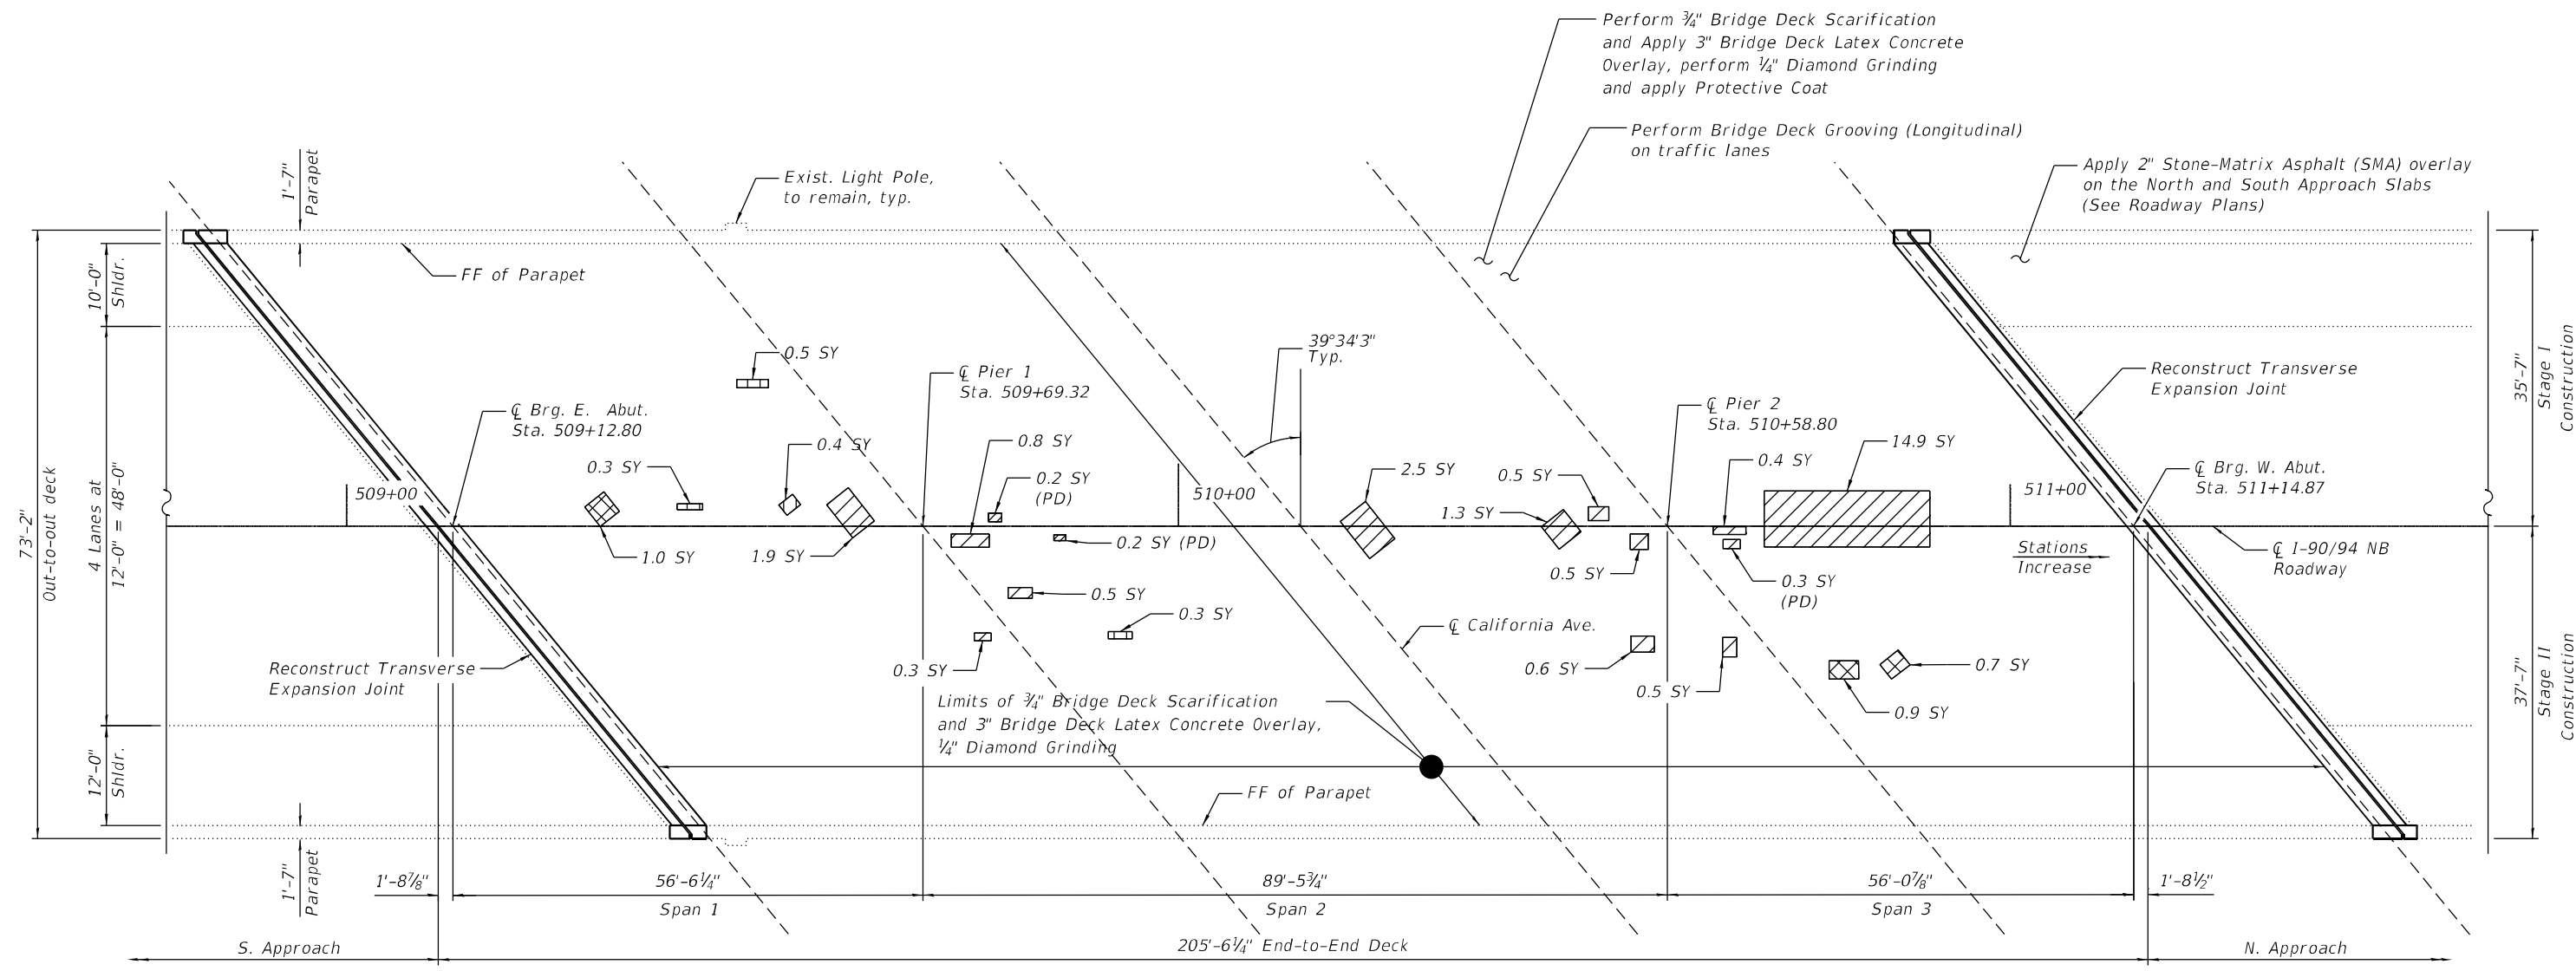 Perform ¾" Bridge Deck Scarification
and Apply 3" Bridge Deck Latex Concrete
Overlay, perform ¼" Diamond Grinding
and apply Protective Coat
Perform Bridge Deck Grooving (Longitudinal)
on traffic lanes
Apply 2" Stone-Matrix Asphalt (SMA) overlay
on the North and South Approach Slabs
(See Roadway Plans)
Exist. Light Pole,
to remain, typ.
1'-7"
Parapet
FF of Parapet
10'-0"
Shldr.
73'-2"
Out-to-out deck
4 Lanes at
12'-0" = 48'-0"
12'-0"
Shldr.
1'-7"
Parapet
39°34'3"
Typ.
0.5 SY
℄ Pier 1
Sta. 509+69.32
℄ Brg. E. Abut.
Sta. 509+12.80
0.4 SY
0.8 SY
0.3 SY
0.2 SY
(PD)
2.5 SY
0.5 SY
℄ Pier 2
Sta. 510+58.80
14.9 SY
0.4 SY
Reconstruct Transverse
Expansion Joint
℄ Brg. W. Abut.
Sta. 511+14.87
509+00
510+00
511+00
1.3 SY
1.0 SY
1.9 SY
0.2 SY (PD)
0.5 SY
0.3 SY
(PD)
Stations
Increase
℄ I-90/94 NB
Roadway
0.5 SY
0.3 SY
0.3 SY
℄ California Ave.
0.6 SY
0.5 SY
0.7 SY
0.9 SY
Reconstruct Transverse
Expansion Joint
Limits of ¾" Bridge Deck Scarification
and 3" Bridge Deck Latex Concrete Overlay,
¼" Diamond Grinding
FF of Parapet
35'-7"
Stage I
Construction
37'-7"
Stage II
Construction
1'-8⅞"
56'-6¼"
Span 1
89'-5¾"
Span 2
56'-0⅞"
Span 3
1'-8½"
S. Approach
205'-6¼" End-to-End Deck
N. Approach